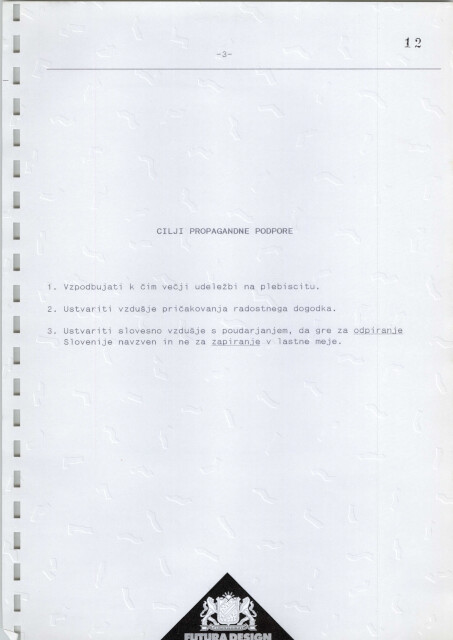 12
-3-
CILJI PROPAGANDNE PODPORE
1. Vzpodbujati k čim večji udeležbi na plebiscitu.
2. Ustvariti vzdušje pričakovanja radostnega dogodka.
3. Ustvariti slovesno vzdušje s poudarjanjem, da gre za odpiranje
Slovenije navzven in ne za zapiranje v lastne meje.
FUTURA DESIGN